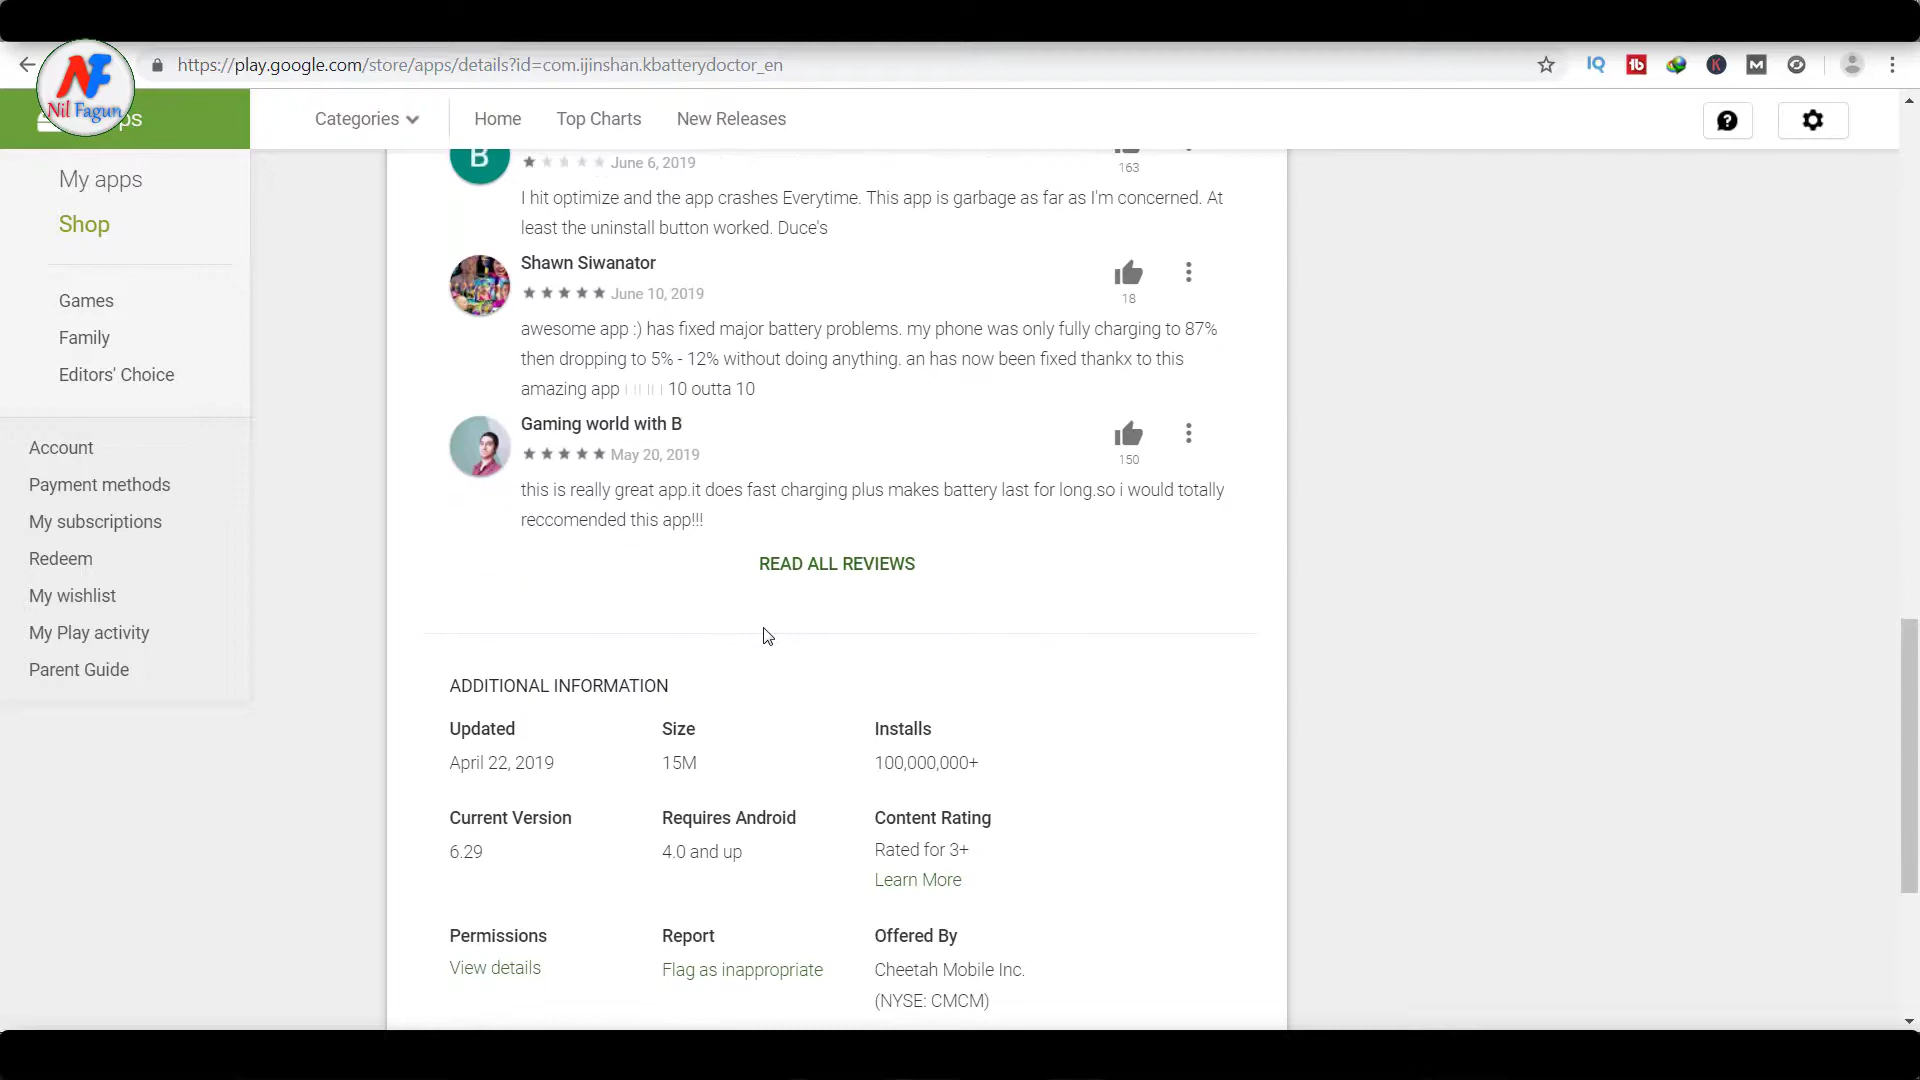 https://play.google.com/store/apps/details?id=com.ijinshan.kbatterydoctor_en
NF
Nil Fagun
Categories
Home
Top Charts
New Releases
My apps
Shop
Games
Family
Editors' Choice
Account
Payment methods
My subscriptions
Redeem
My wishlist
My Play activity
Parent Guide
B
June 6, 2019
163
I hit optimize and the app crashes Everytime. This app is garbage as far as I'm concerned. At
least the uninstall button worked. Duce's
Shawn Siwanator
June 10, 2019
18
awesome app :) has fixed major battery problems. my phone was only fully charging to 87%
then dropping to 5% - 12% without doing anything. an has now been fixed thankx to this
amazing app 10 outta 10
Gaming world with B
May 20, 2019
150
this is really great app.it does fast charging plus makes battery last for long.so i would totally
reccomended this app!!!
READ ALL REVIEWS
ADDITIONAL INFORMATION
Updated
April 22, 2019
Size
15M
Installs
100,000,000+
Current Version
6.29
Requires Android
4.0 and up
Content Rating
Rated for 3+
Learn More
Permissions
View details
Report
Flag as inappropriate
Offered By
Cheetah Mobile Inc.
(NYSE: CMCM)